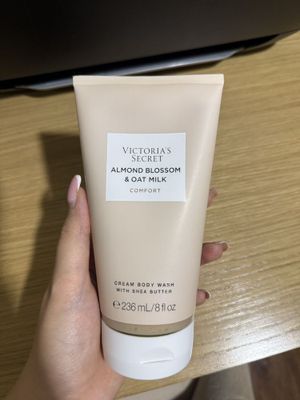 VICTORIA'S
SECRET
ALMOND BLOSSOM
& OAT MILK
COMFORT
CREAM BODY WASH
WITH SHEA BUTTER
℮ 236 mL/8 fl oz